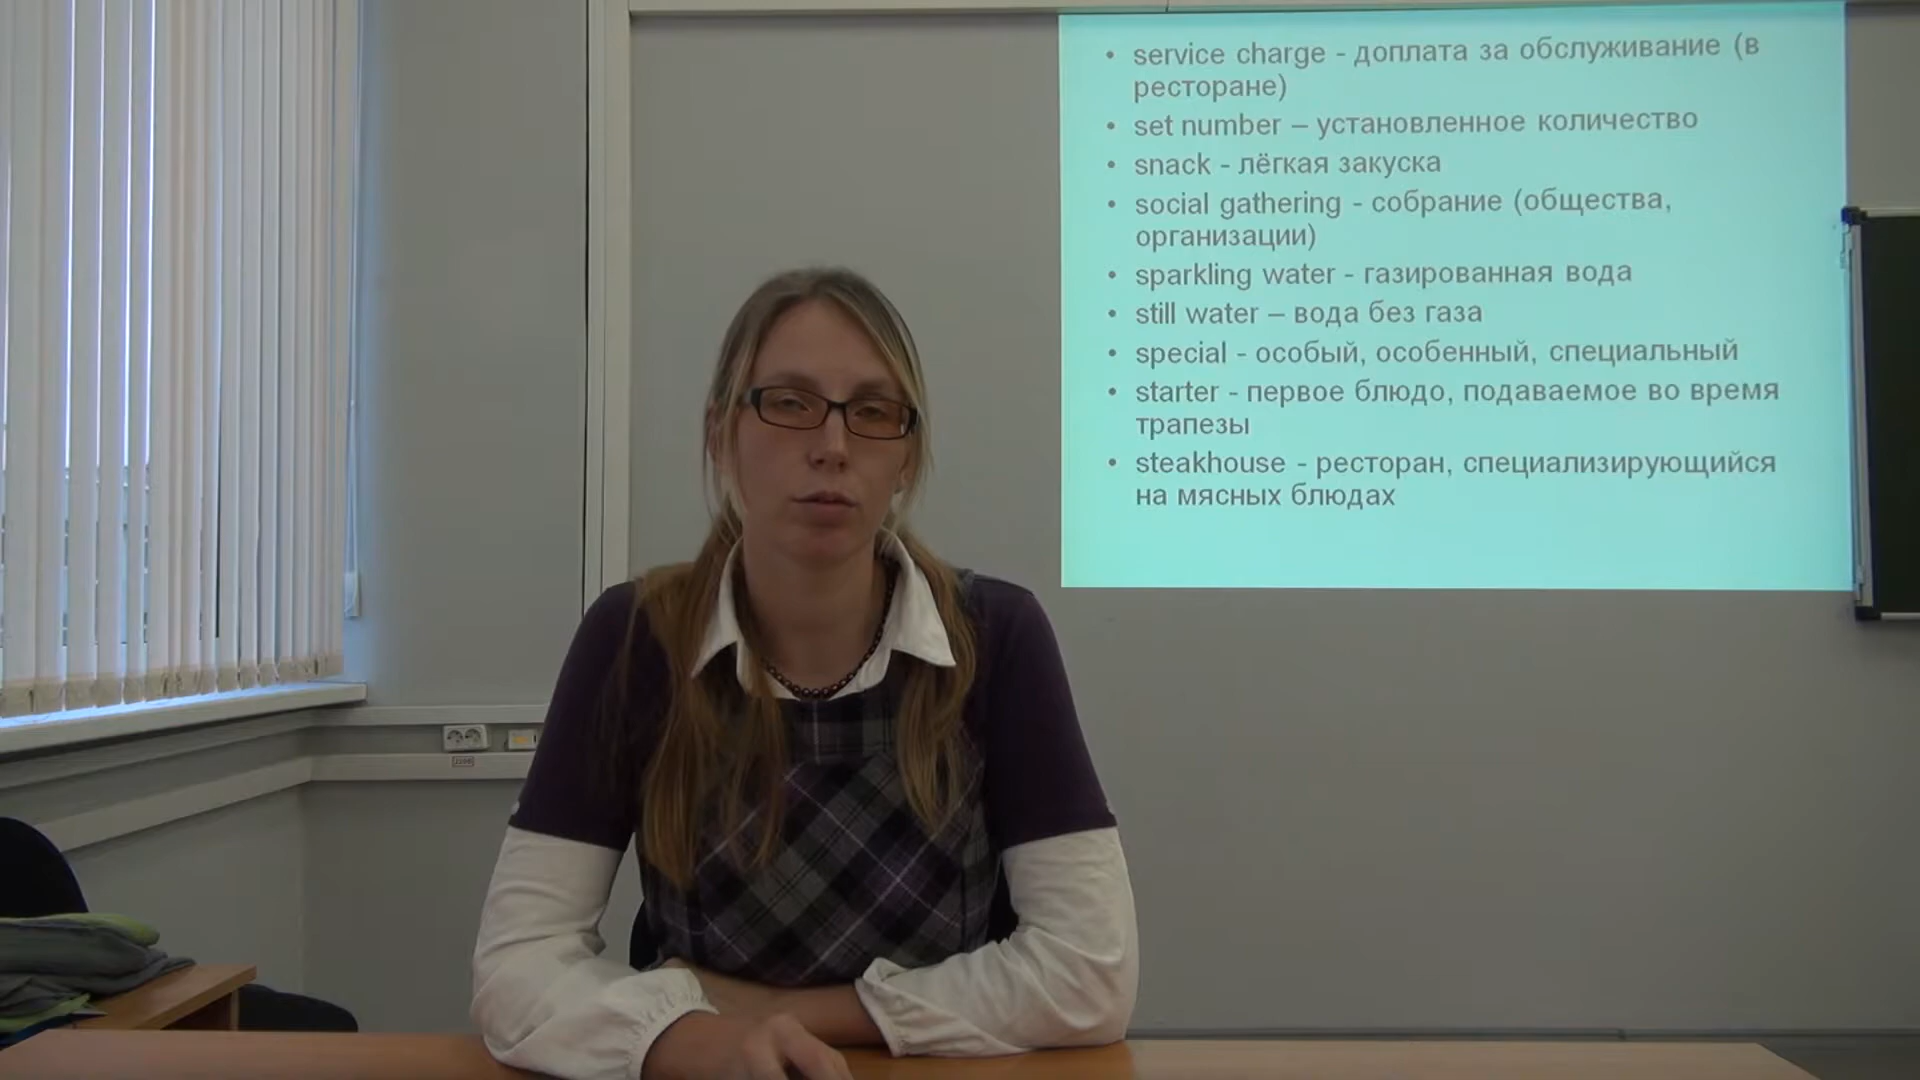 • service charge - доплата за обслуживание (в
ресторане)
• set number – установленное количество
• snack - лёгкая закуска
• social gathering - собрание (общества,
организации)
• sparkling water - газированная вода
• still water – вода без газа
• special - особый, особенный, специальный
• starter - первое блюдо, подаваемое во время
трапезы
• steakhouse - ресторан, специализирующийся
на мясных блюдах